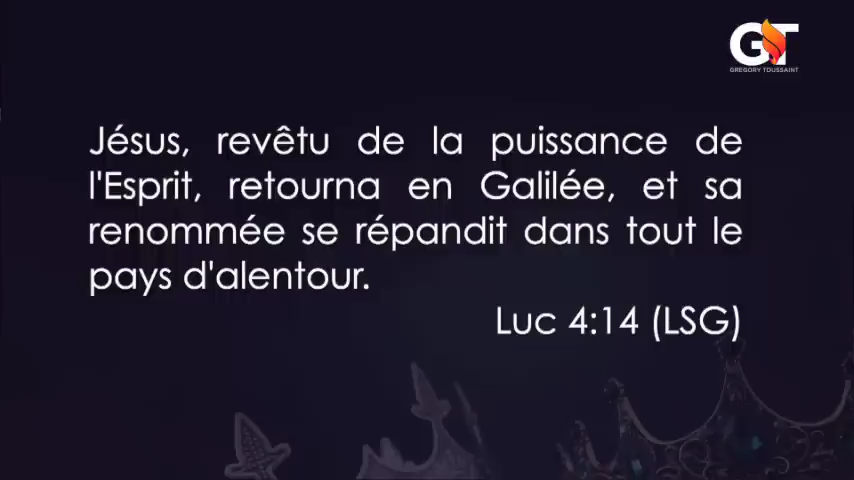 GT
GREGORY TOUSSAINT
Jésus, revêtu de la puissance de
l'Esprit, retourna en Galilée, et sa
renommée se répandit dans tout le
pays d'alentour.
Luc 4:14 (LSG)